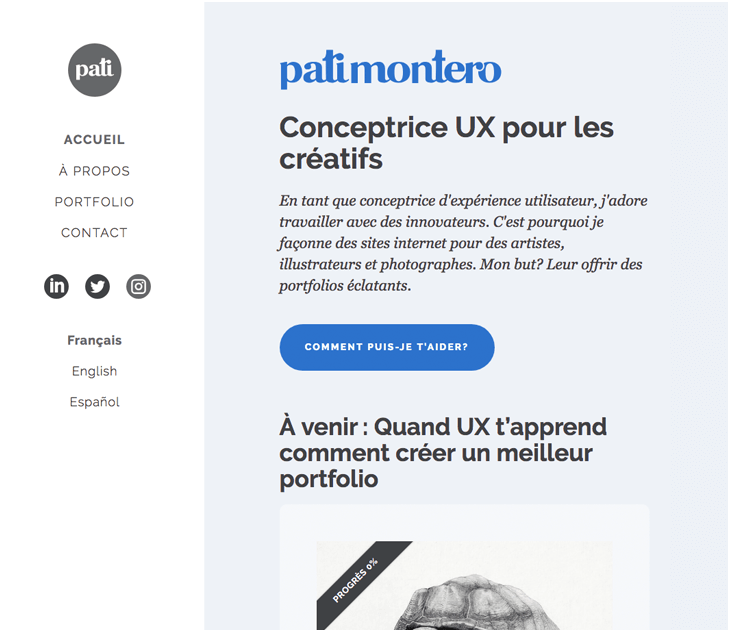 pati
ACCUEIL
À PROPOS
PORTFOLIO
CONTACT
in
Français
English
Español
patimontero
Conceptrice UX pour les
créatifs
En tant que conceptrice d'expérience utilisateur, j'adore
travailler avec des innovateurs. C'est pourquoi je
façonne des sites internet pour des artistes,
illustrateurs et photographes. Mon but? Leur offrir des
portfolios éclatants.
COMMENT PUIS-JE T'AIDER?
À venir : Quand UX t’apprend
comment créer un meilleur
portfolio
PROGRÈS 0%